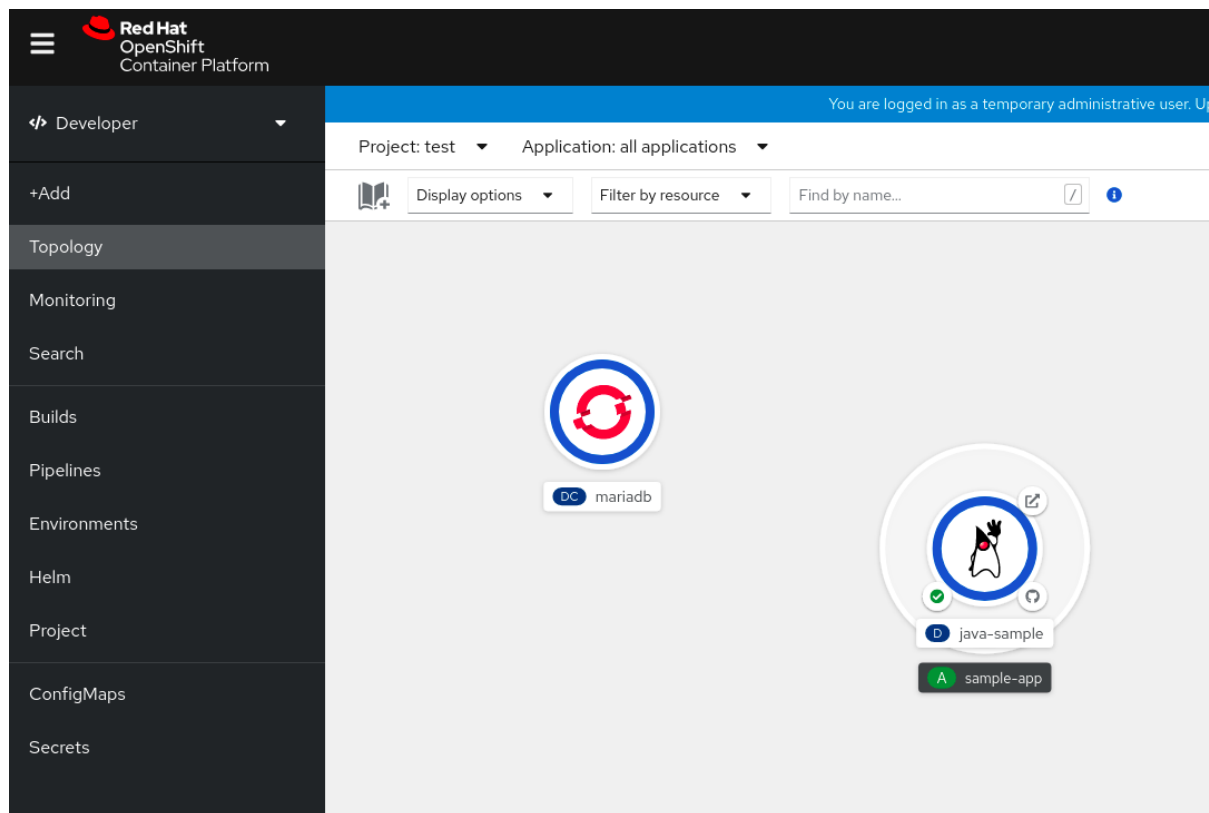 Red Hat
OpenShift
Container Platform
You are logged in as a temporary administrative user. Up
Developer
Project: test
Application: all applications
+Add
Display options
Filter by resource
Find by name...
/
Topology
Monitoring
Search
Builds
Pipelines
Environments
Helm
Project
ConfigMaps
Secrets
DC mariadb
D java-sample
A sample-app